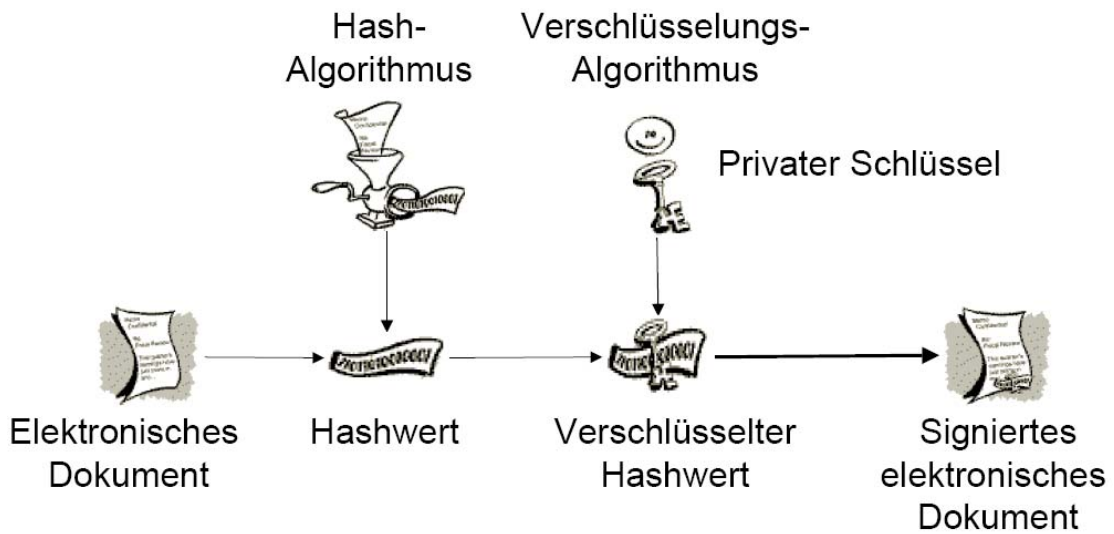 Hash-
Algorithmus
Verschlüsselungs-
Algorithmus
Privater Schlüssel
Elektronisches
Dokument
Hashwert
Verschlüsselter
Hashwert
Signiertes
elektronisches
Dokument